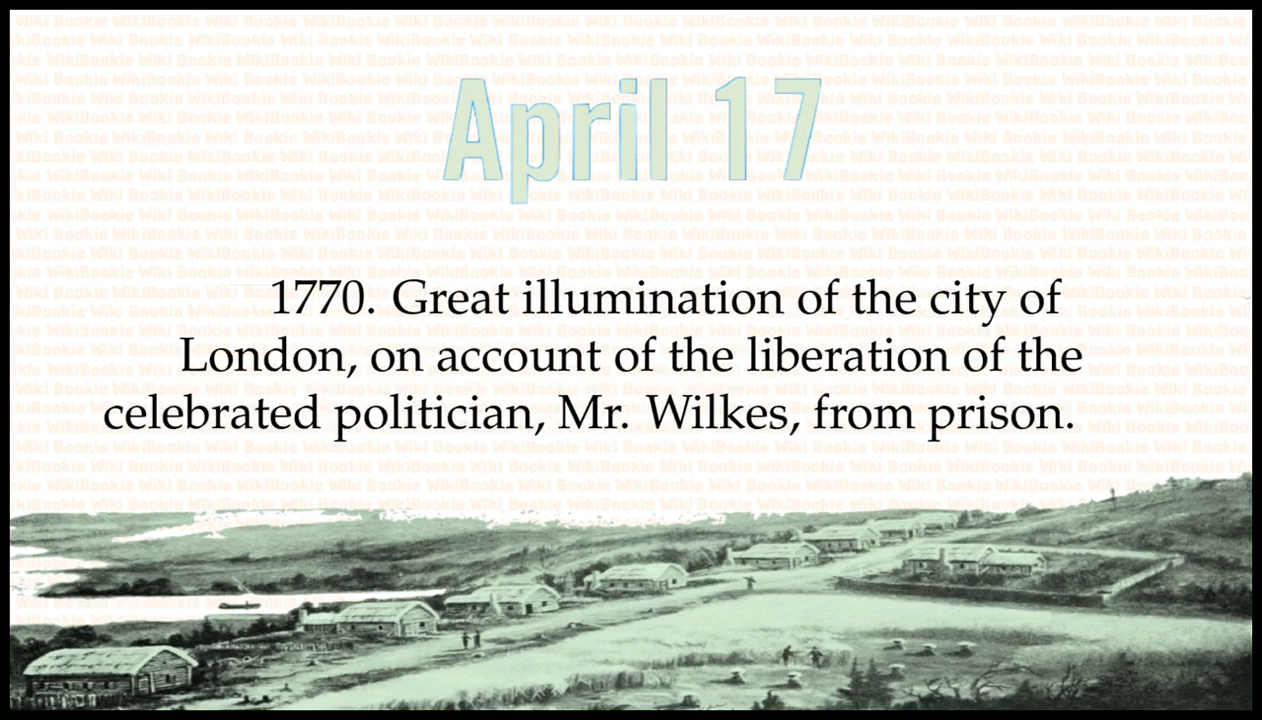 April 17
1770. Great illumination of the city of
London, on account of the liberation of the
celebrated politician, Mr. Wilkes, from prison.